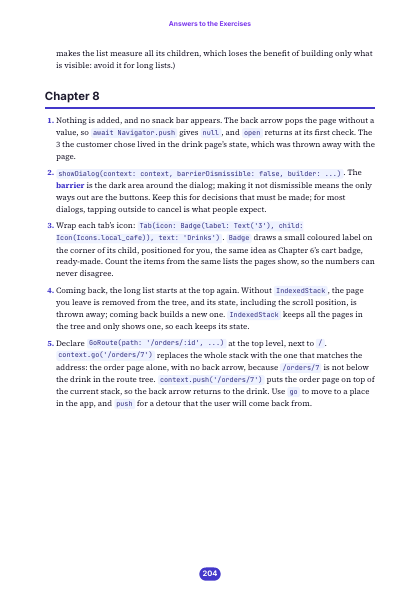 Answers to the Exercises
makes the list measure all its children, which loses the benefit of building only what
is visible: avoid it for long lists.)
Chapter 8
1. Nothing is added, and no snack bar appears. The back arrow pops the page without a
value, so await Navigator.push gives null, and open returns at its first check. The
3 the customer chose lived in the drink page's state, which was thrown away with the
page.
2. showDialog(context: context, barrierDismissible: false, builder: ...). The
barrier is the dark area around the dialog; making it not dismissible means the only
ways out are the buttons. Keep this for decisions that must be made; for most
dialogs, tapping outside to cancel is what people expect.
3. Wrap each tab's icon: Tab(icon: Badge(label: Text('3'), child:
Icon(Icons.local_cafe)), text: 'Drinks'). Badge draws a small coloured label on
the corner of its child, positioned for you, the same idea as Chapter 6's cart badge,
ready-made. Count the items from the same lists the pages show, so the numbers can
never disagree.
4. Coming back, the long list starts at the top again. Without IndexedStack, the page
you leave is removed from the tree, and its state, including the scroll position, is
thrown away; coming back builds a new one. IndexedStack keeps all the pages in
the tree and only shows one, so each keeps its state.
5. Declare GoRoute(path: '/orders/:id', ...) at the top level, next to /.
context.go('/orders/7') replaces the whole stack with the one that matches the
address: the order page alone, with no back arrow, because /orders/7 is not below
the drink in the route tree. context.push('/orders/7') puts the order page on top of
the current stack, so the back arrow returns to the drink. Use go to move to a place
in the app, and push for a detour that the user will come back from.
204